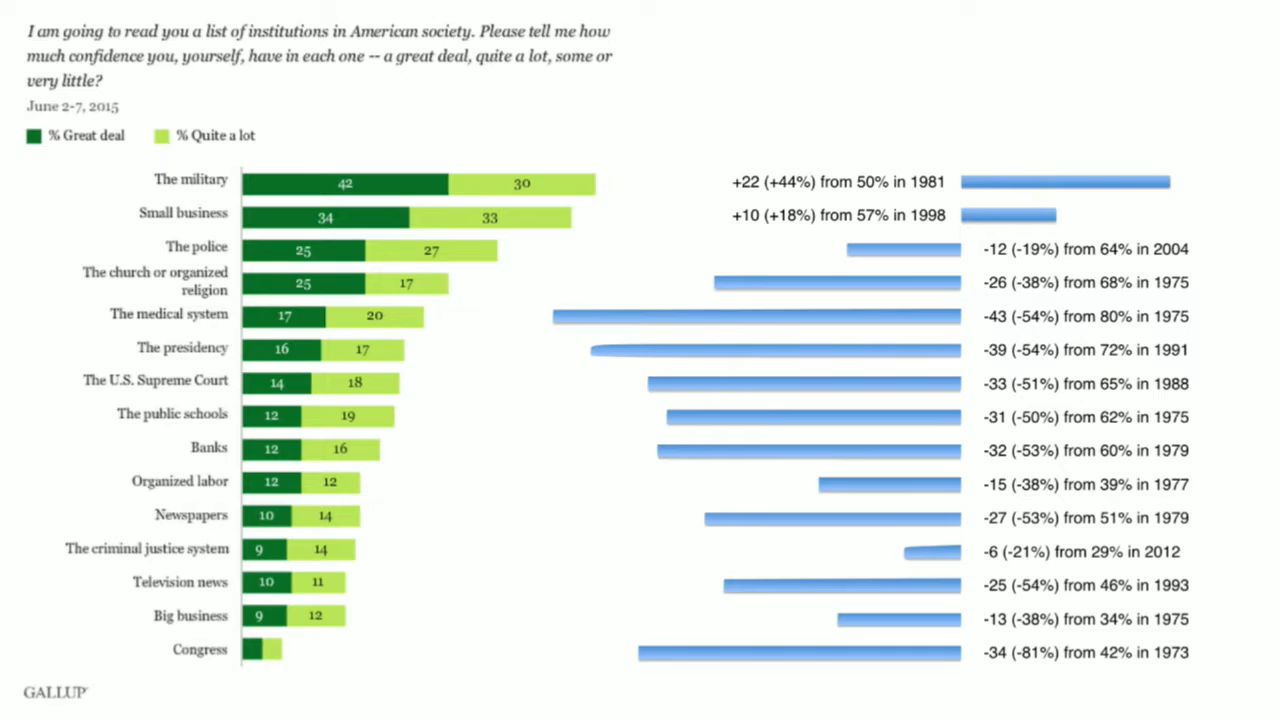 I am going to read you a list of institutions in American society. Please tell me how
much confidence you, yourself, have in each one -- a great deal, quite a lot, some or
very little?
June 2-7, 2015
% Great deal % Quite a lot
The military 42 30 +22 (+44%) from 50% in 1981
Small business 34 33 +10 (+18%) from 57% in 1998
The police 25 27 -12 (-19%) from 64% in 2004
The church or organized
religion 25 17 -26 (-38%) from 68% in 1975
The medical system 17 20 -43 (-54%) from 80% in 1975
The presidency 16 17 -39 (-54%) from 72% in 1991
The U.S. Supreme Court 14 18 -33 (-51%) from 65% in 1988
The public schools 12 19 -31 (-50%) from 62% in 1975
Banks 12 16 -32 (-53%) from 60% in 1979
Organized labor 12 12 -15 (-38%) from 39% in 1977
Newspapers 10 14 -27 (-53%) from 51% in 1979
The criminal justice system 9 14 -6 (-21%) from 29% in 2012
Television news 10 11 -25 (-54%) from 46% in 1993
Big business 9 12 -13 (-38%) from 34% in 1975
Congress -34 (-81%) from 42% in 1973
GALLUP